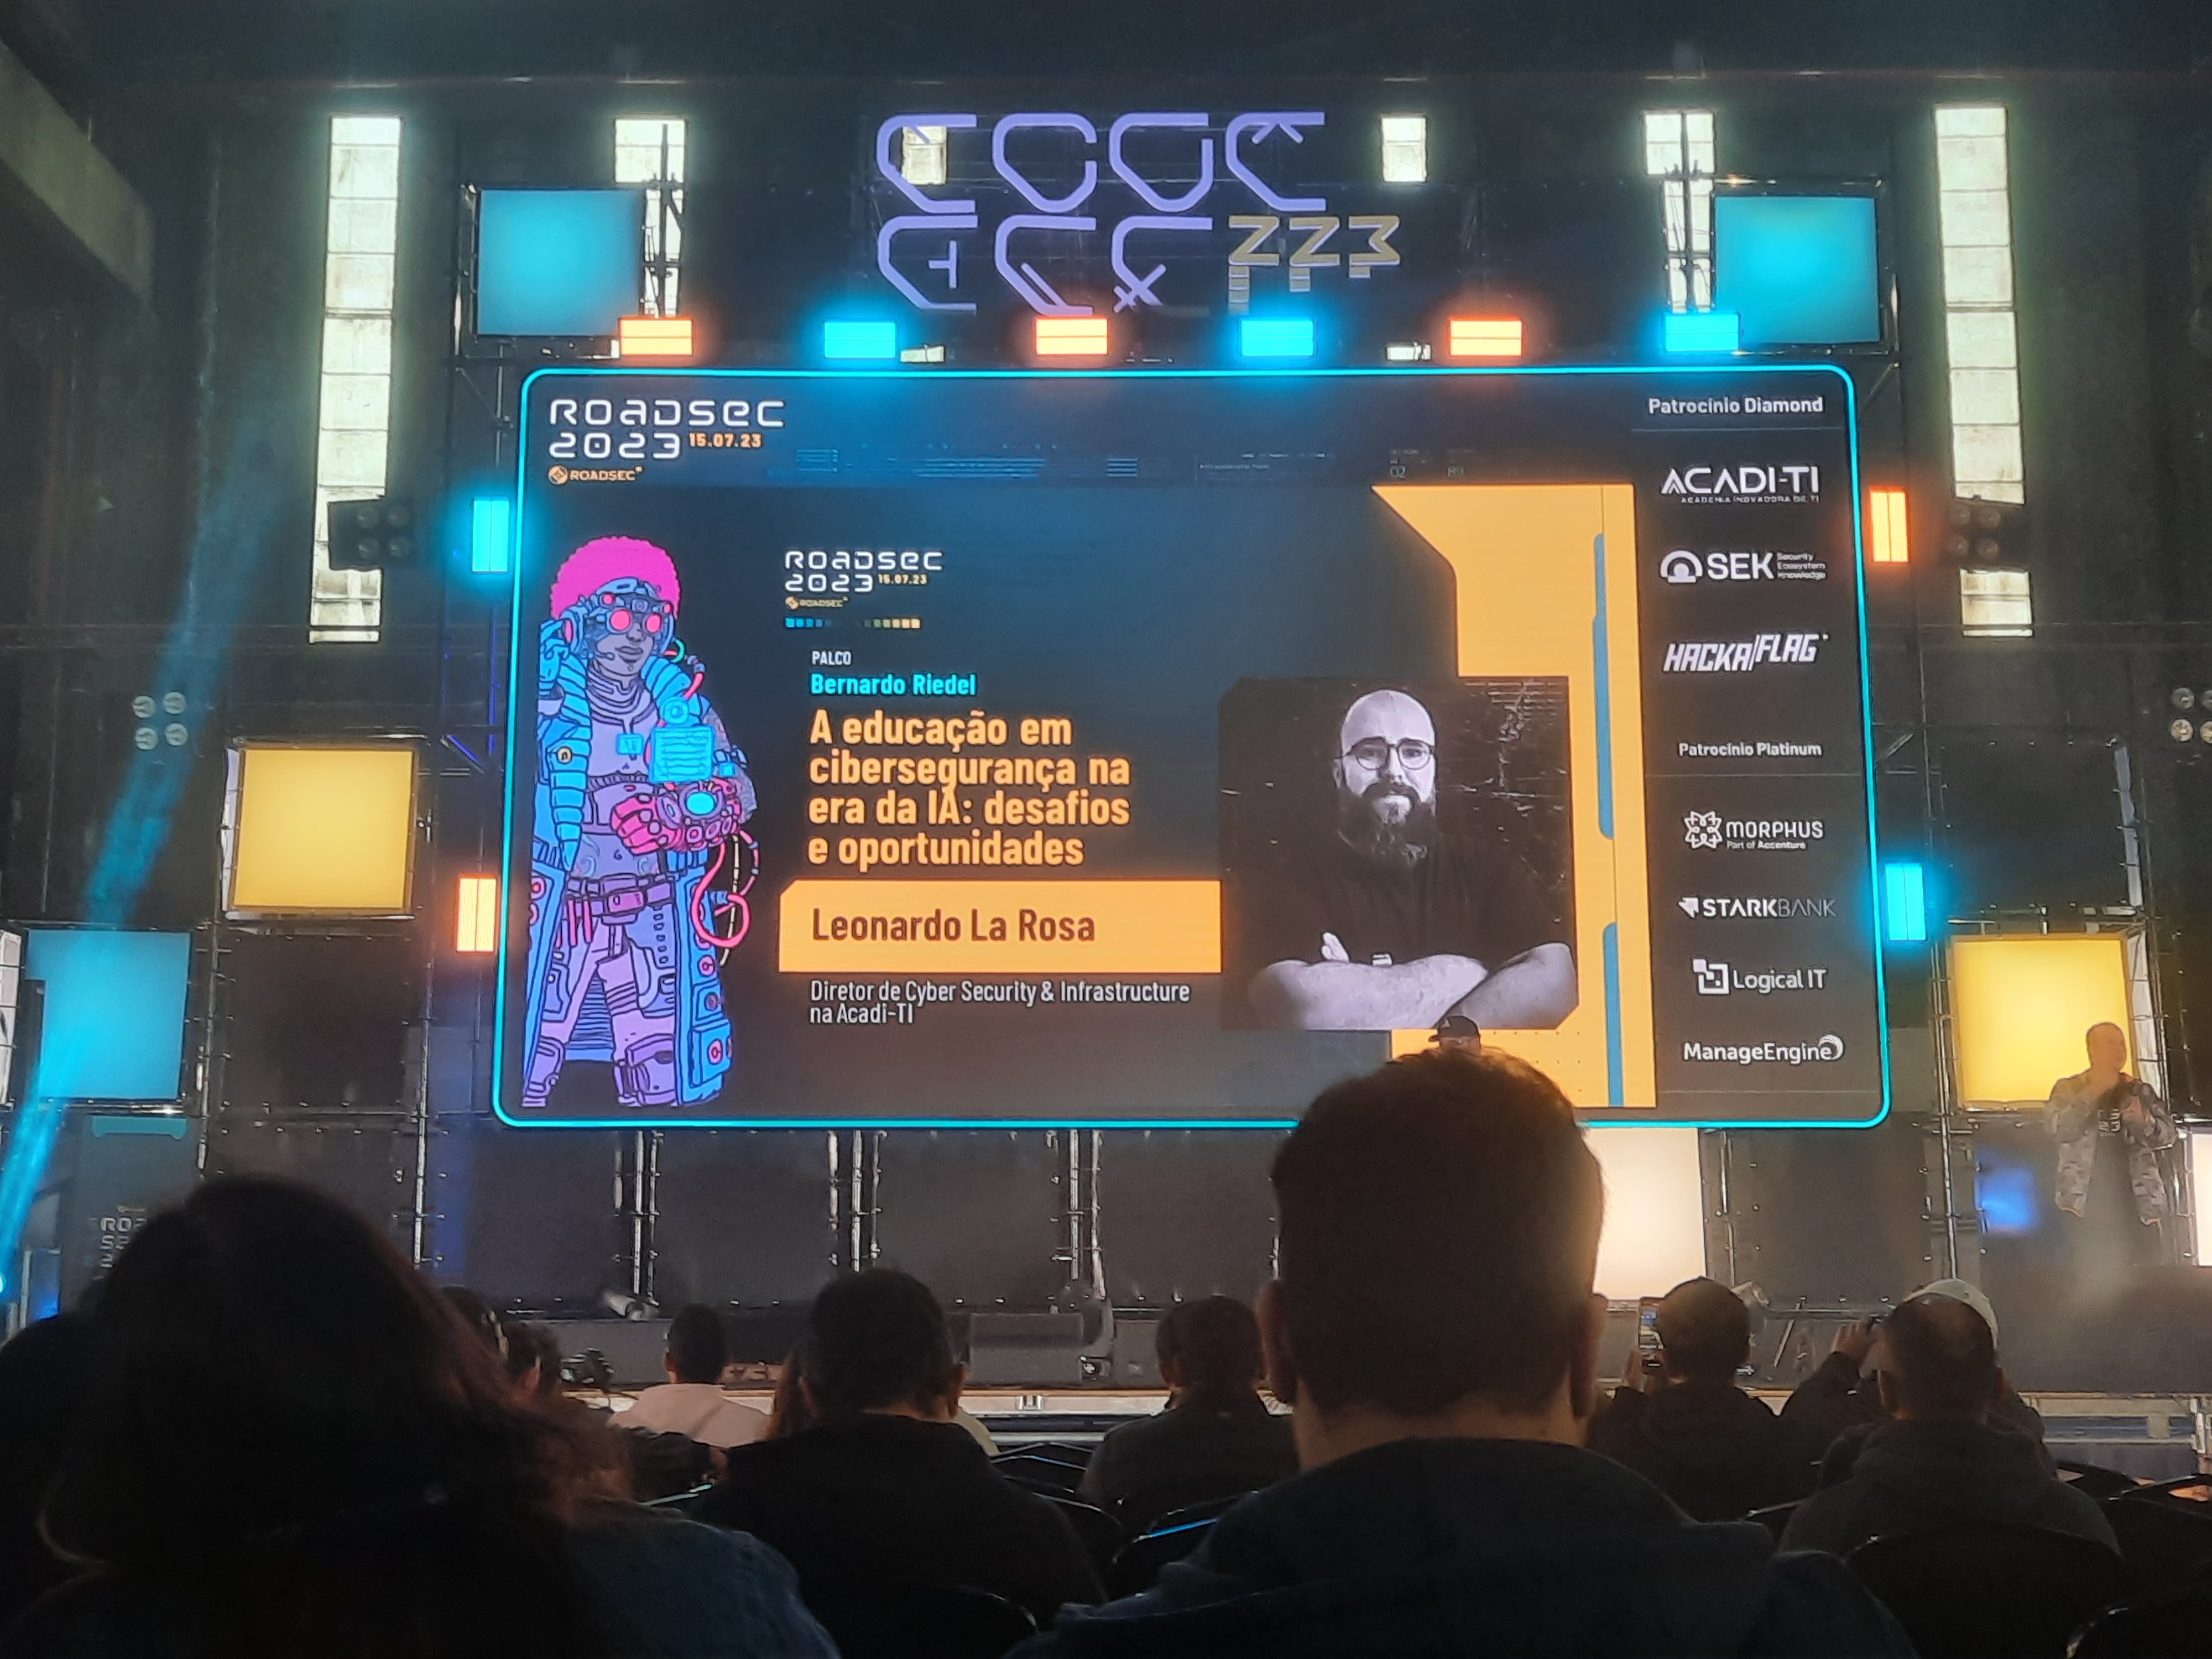 ROADSEC
2023 15.07.23
ROADSEC
Patrocínio Diamond
ACADI-TI
ACADEMIA INOVADORA DE TI
SEK Security
Ecosystem
Knowledge
HACKAFLAG
ROADSEC
2023 15.07.23
ROADSEC
PALCO
Bernardo Riedel
A educação em
cibersegurança na
era da IA: desafios
e oportunidades
Leonardo La Rosa
Diretor de Cyber Security & Infrastructure
na Acadi-TI
Patrocínio Platinum
MORPHUS
Part of Accenture
STARKBANK
Logical IT
ManageEngine